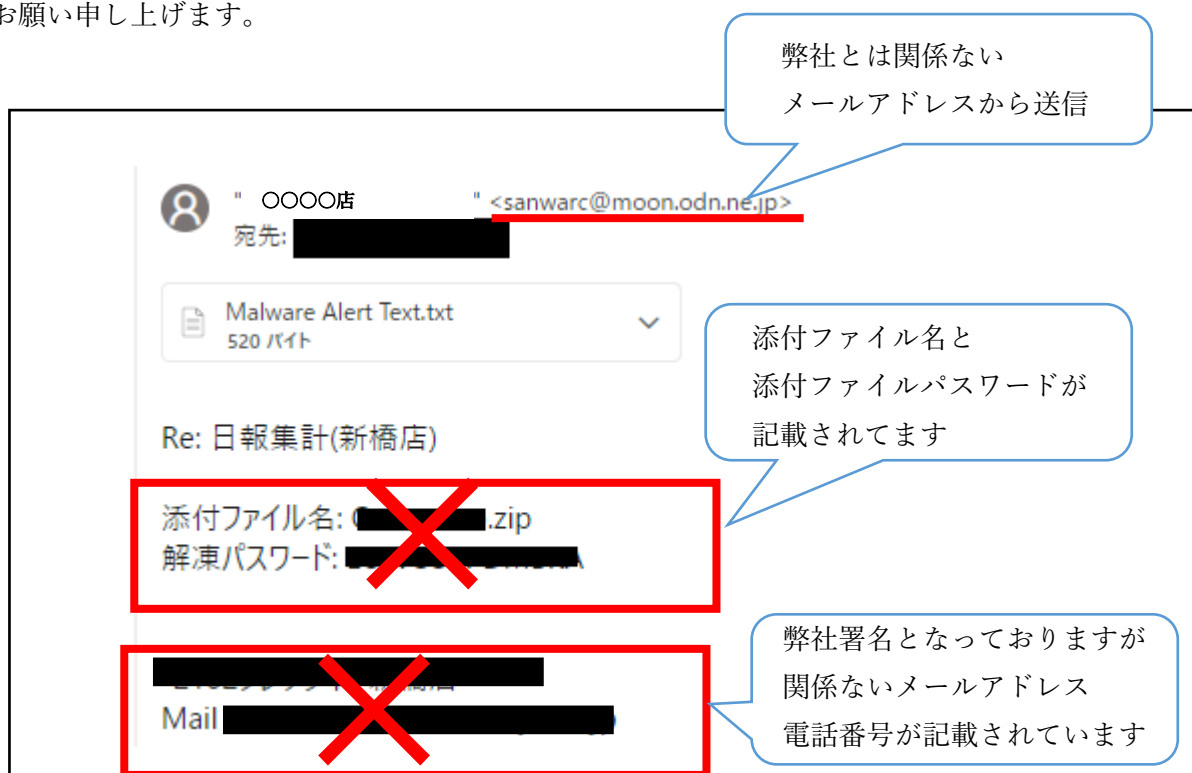 お願い申し上げます。
弊社とは関係ない
メールアドレスから送信
" 〇〇〇〇店 " <sanwarc@moon.odn.ne.jp>
宛先:
Malware Alert Text.txt
520 バイト
添付ファイル名と
添付ファイルパスワードが
記載されてます
Re: 日報集計(新橋店)
添付ファイル名: .zip
解凍パスワード:
弊社署名となっておりますが
関係ないメールアドレス
電話番号が記載されています
Mail